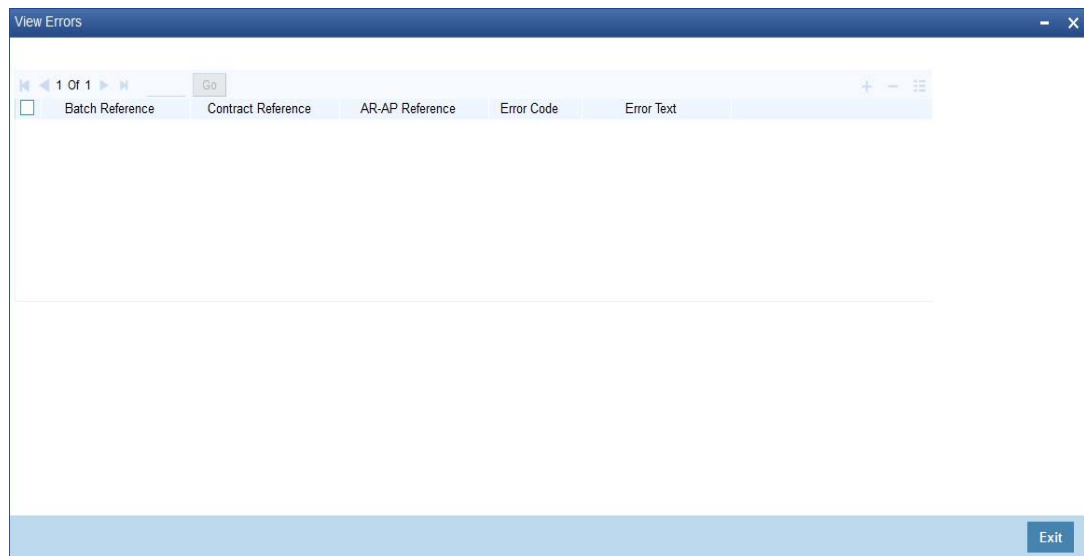 View Errors
1 Of 1 Go
Batch Reference Contract Reference AR-AP Reference Error Code Error Text
Exit